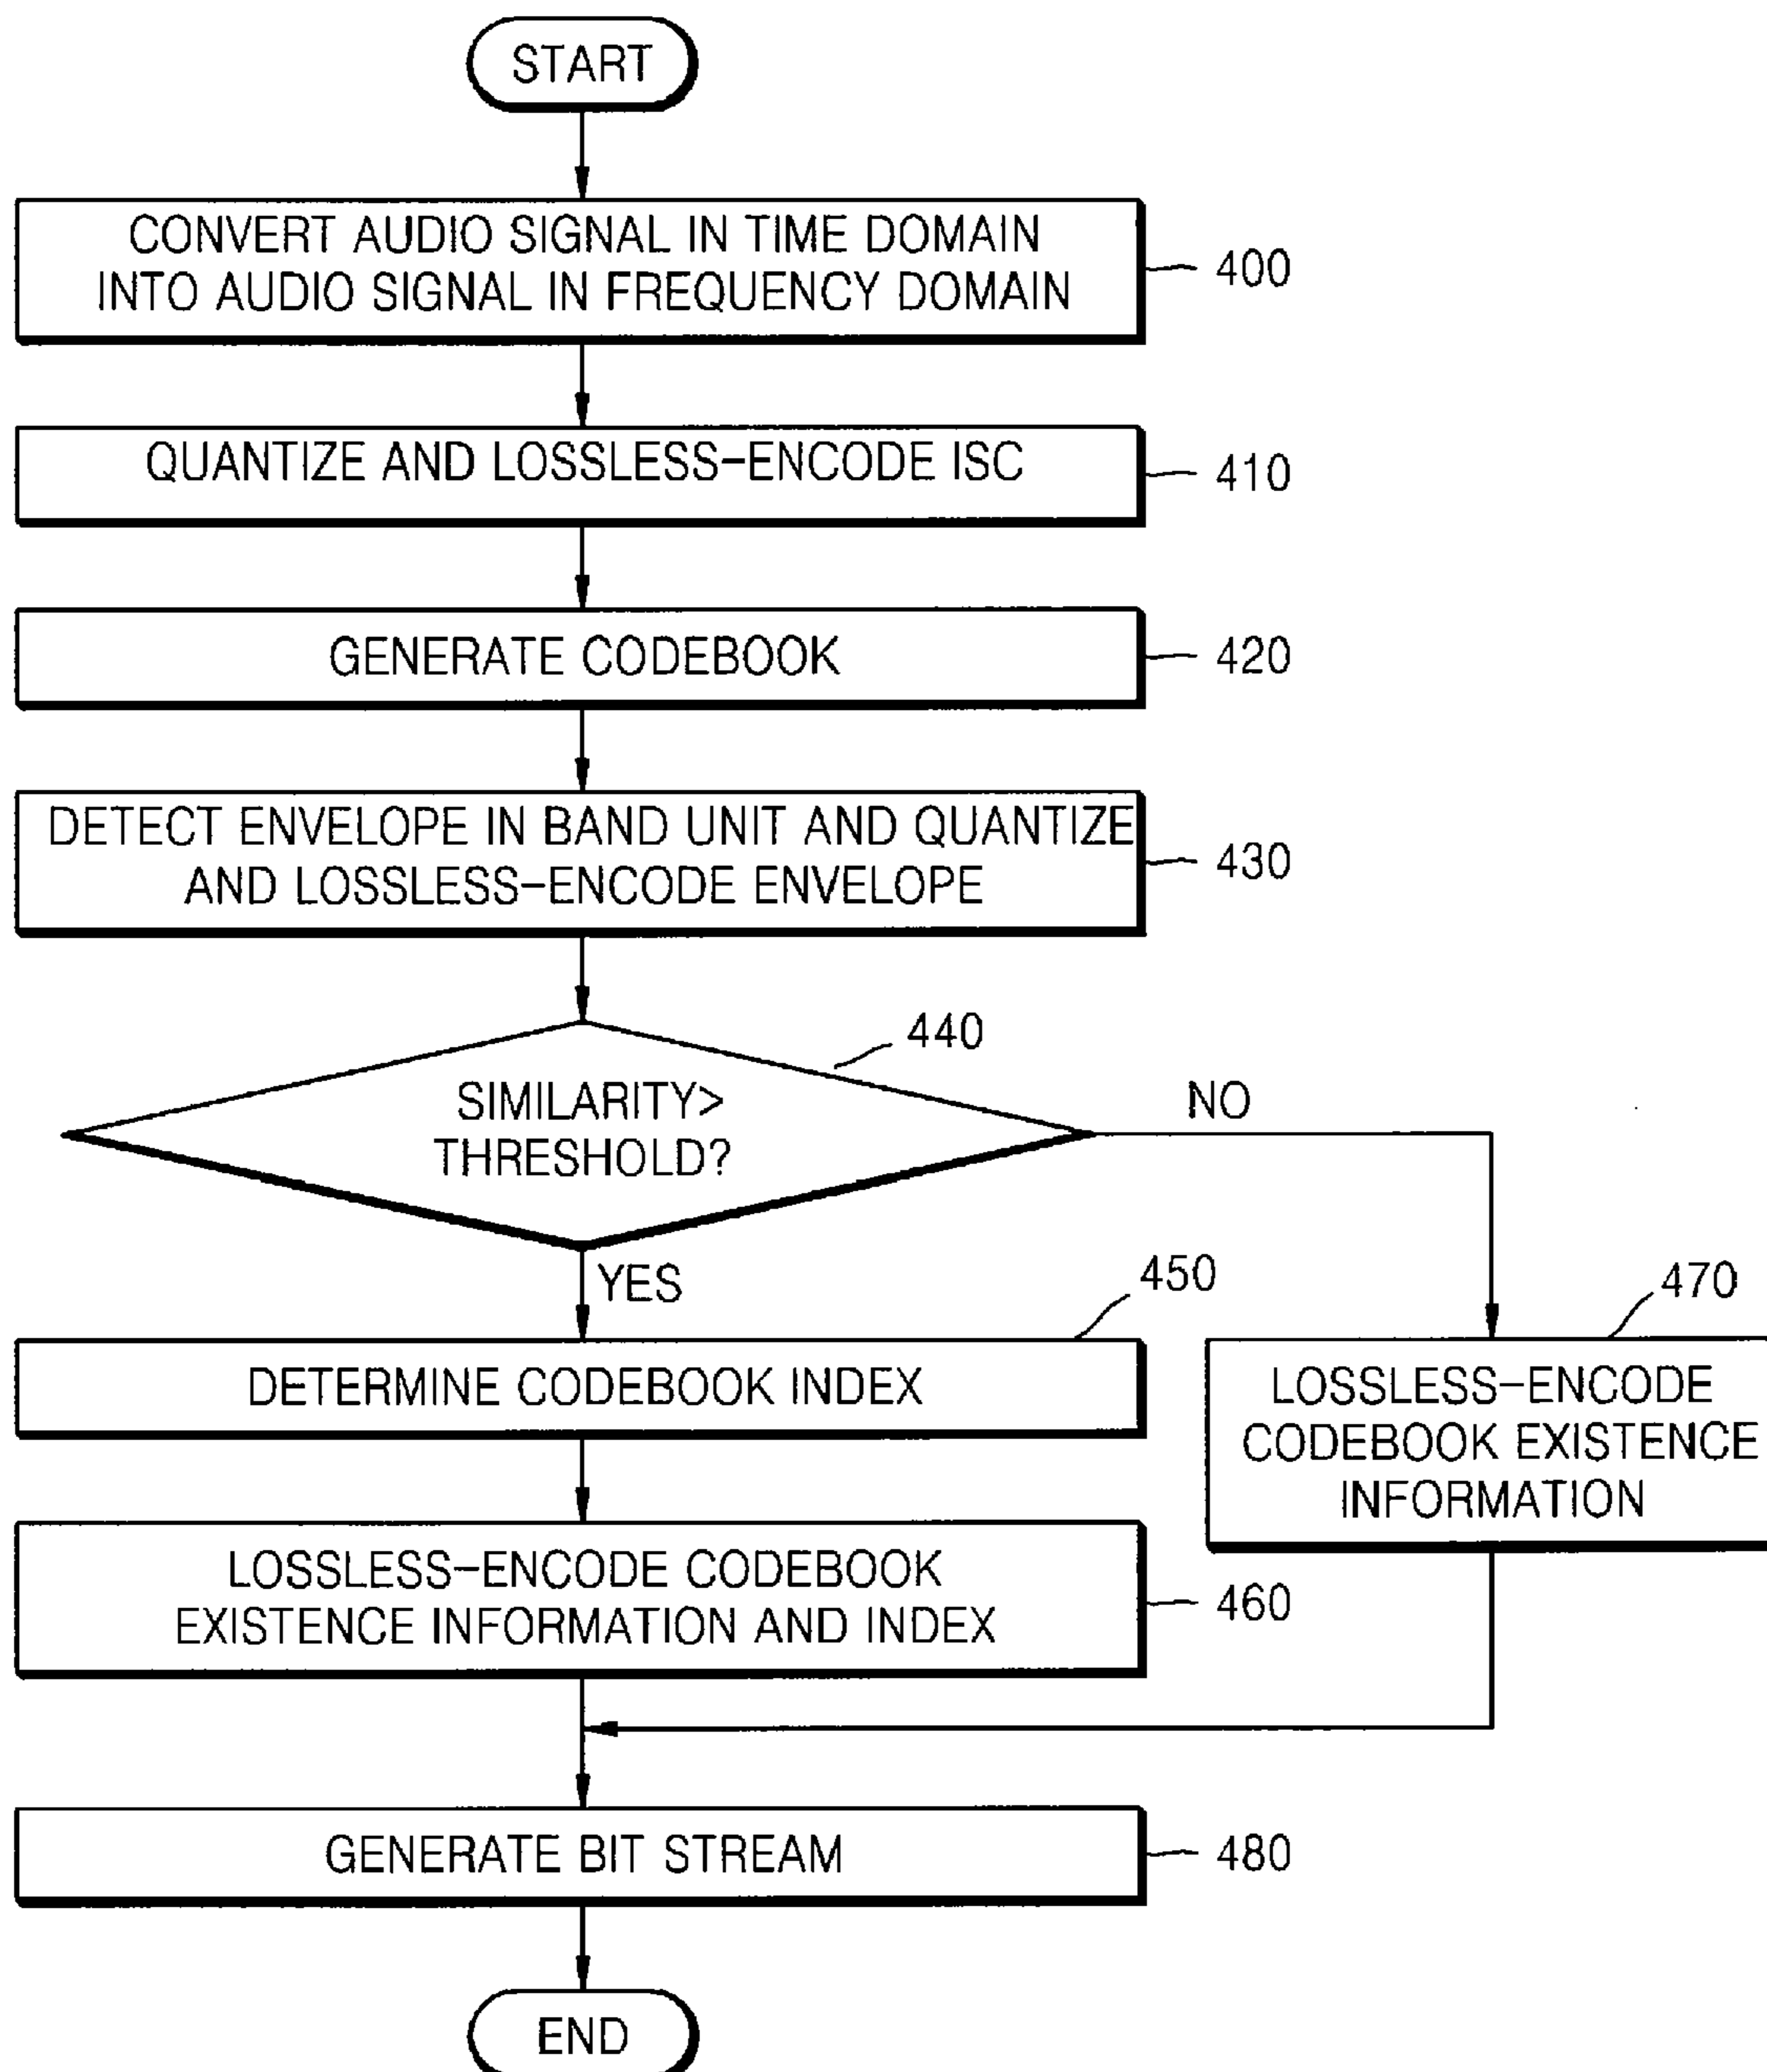 START
CONVERT AUDIO SIGNAL IN TIME DOMAIN
INTO AUDIO SIGNAL IN FREQUENCY DOMAIN
400
QUANTIZE AND LOSSLESS-ENCODE ISC
410
GENERATE CODEBOOK
420
DETECT ENVELOPE IN BAND UNIT AND QUANTIZE
AND LOSSLESS-ENCODE ENVELOPE
430
440
SIMILARITY>
THRESHOLD?
NO
YES
450
DETERMINE CODEBOOK INDEX
470
LOSSLESS-ENCODE
CODEBOOK EXISTENCE
INFORMATION
LOSSLESS-ENCODE CODEBOOK
EXISTENCE INFORMATION AND INDEX
460
GENERATE BIT STREAM
480
END